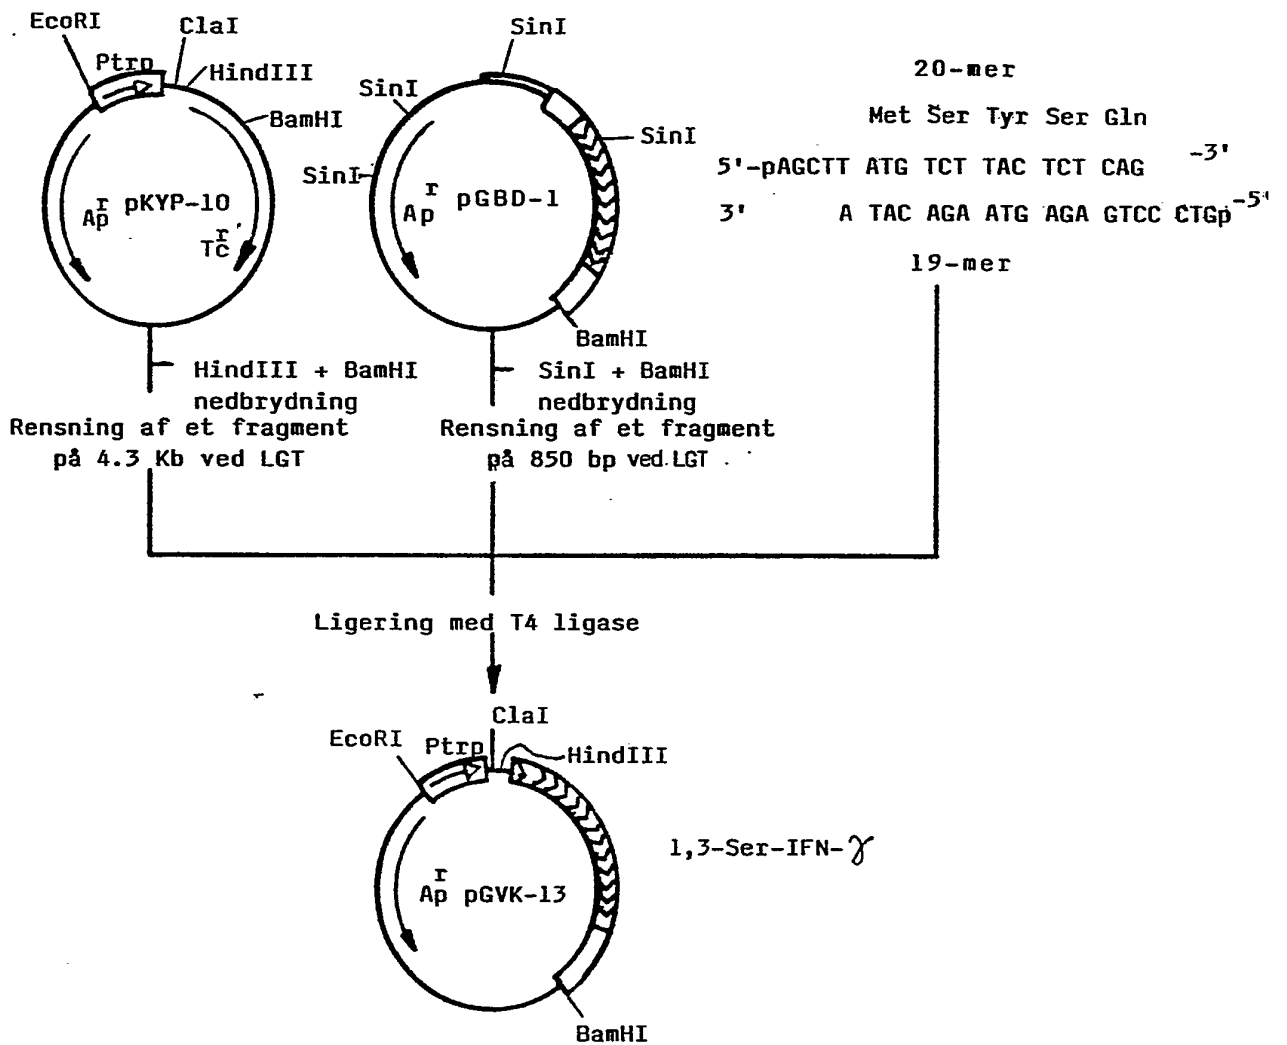 EcoRI
Ptrp
ClaI
HindIII
BamHI
Ap^r pKYP-10
Tc^r
SinI
SinI
SinI
SinI
Ap^r pGBD-1
BamHI
20-mer
Met Ser Tyr Ser Gln
5'-pAGCTT ATG TCT TAC TCT CAG -3'
3' A TAC AGA ATG AGA GTCC CTGp-5'
19-mer
HindIII + BamHI
nedbrydning
Rensning af et fragment
på 4.3 Kb ved LGT
SinI + BamHI
nedbrydning
Rensning af et fragment
på 850 bp ved LGT
Ligering med T4 ligase
ClaI
EcoRI
Ptrp
HindIII
Ap^r pGVK-13
BamHI
1,3-Ser-IFN-γ